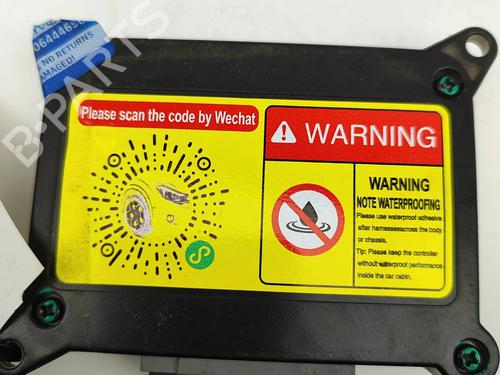 0644465
NO RETURNS
DAMAGED!
B-PARTS
Please scan the code by Wechat
WARNING
WARNING
NOTE WATERPROOFING
Please use waterproof adhesive
after harnessesacross the body
or chassis.
Tip: Please keep the controller
without waterproof performance
inside the car cabin.